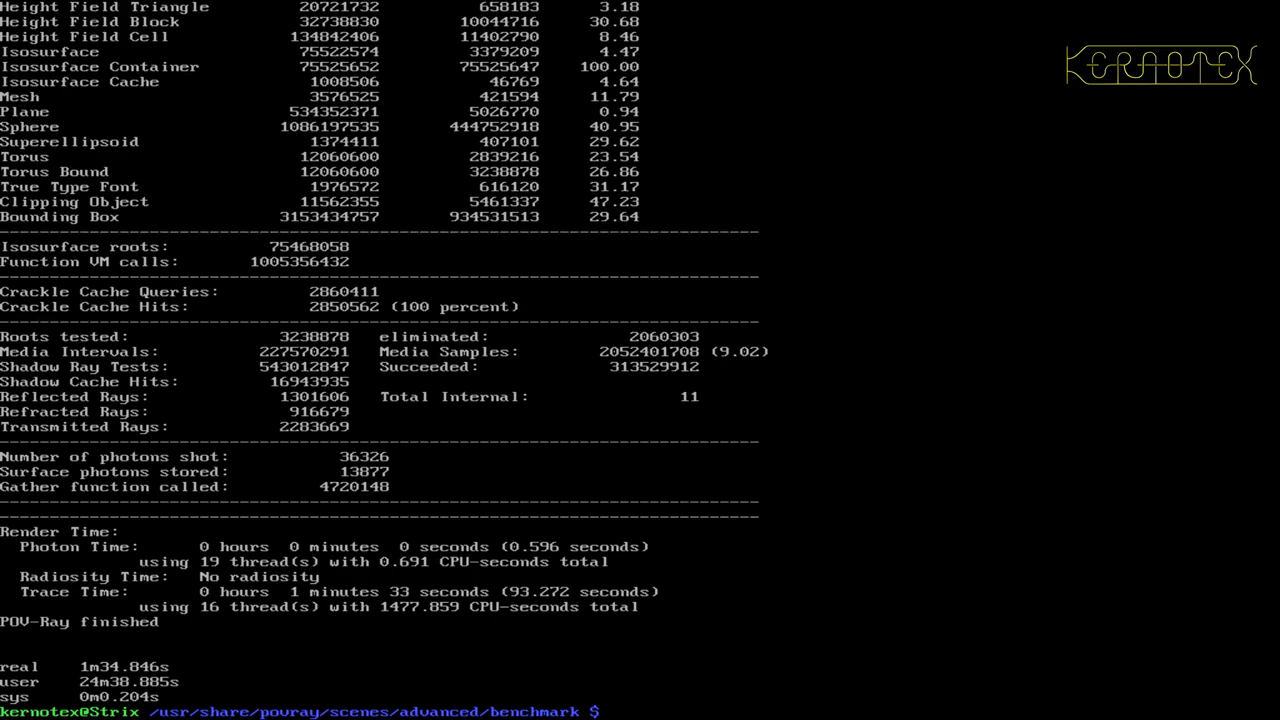 Height Field Triangle 20721732 658183 3.18
Height Field Block 32738830 10044716 30.68
Height Field Cell 134842406 11402790 8.46
Isosurface 75522574 3379209 4.47
Isosurface Container 75525652 75525647 100.00
Isosurface Cache 1008506 46769 4.64
Mesh 3576525 421594 11.79
Plane 534352371 5026770 0.94
Sphere 1086197535 444752918 40.95
Superellipsoid 1374411 407101 29.62
Torus 12060600 2839216 23.54
Torus Bound 12060600 3238878 26.86
True Type Font 1976572 616120 31.17
Clipping Object 11562355 5461337 47.23
Bounding Box 3153434757 934531513 29.64
Isosurface roots: 75468058
Function VM calls: 1005356432
Crackle Cache Queries: 2860411
Crackle Cache Hits: 2850562 (100 percent)
Roots tested: 3238878 eliminated: 2060303
Media Intervals: 227570291 Media Samples: 2052401708 (9.02)
Shadow Ray Tests: 543012847 Succeeded: 313529912
Shadow Cache Hits: 16943935
Reflected Rays: 1301606 Total Internal: 11
Refracted Rays: 916679
Transmitted Rays: 2283669
Number of photons shot: 36326
Surface photons stored: 13877
Gather function called: 4720148
Render Time:
Photon Time: 0 hours 0 minutes 0 seconds (0.596 seconds)
using 19 thread(s) with 0.691 CPU-seconds total
Radiosity Time: No radiosity
Trace Time: 0 hours 1 minutes 33 seconds (93.272 seconds)
using 16 thread(s) with 1477.859 CPU-seconds total
POV-Ray finished
real 1m34.846s
user 24m38.885s
sys 0m0.204s
kernotex@Strix /usr/share/povray/scenes/advanced/benchmark $
KERNOTEX